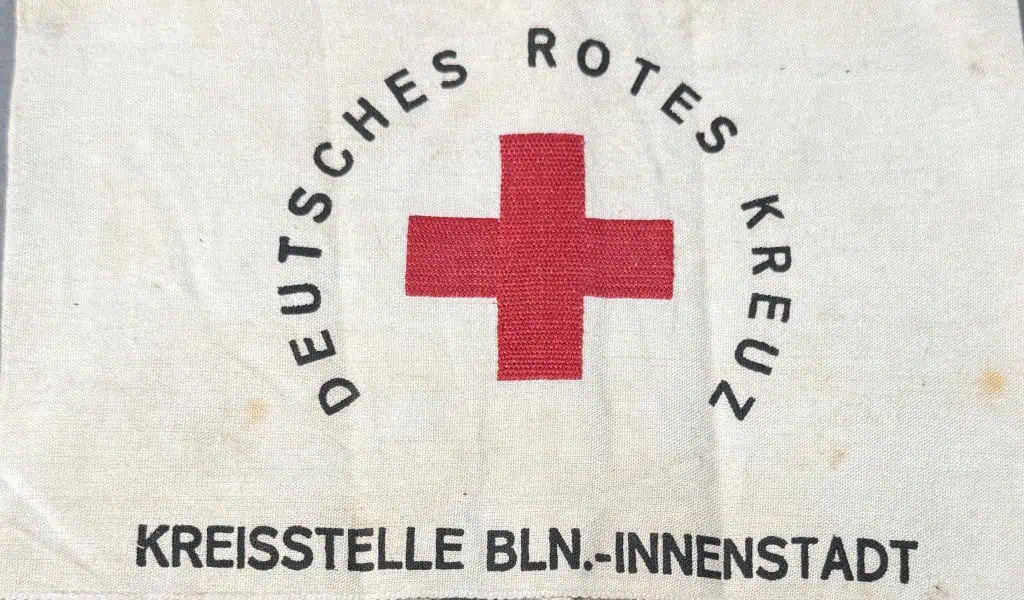 DEUTSCHES ROTES KREUZ
KREISSTELLE BLN.-INNENSTADT